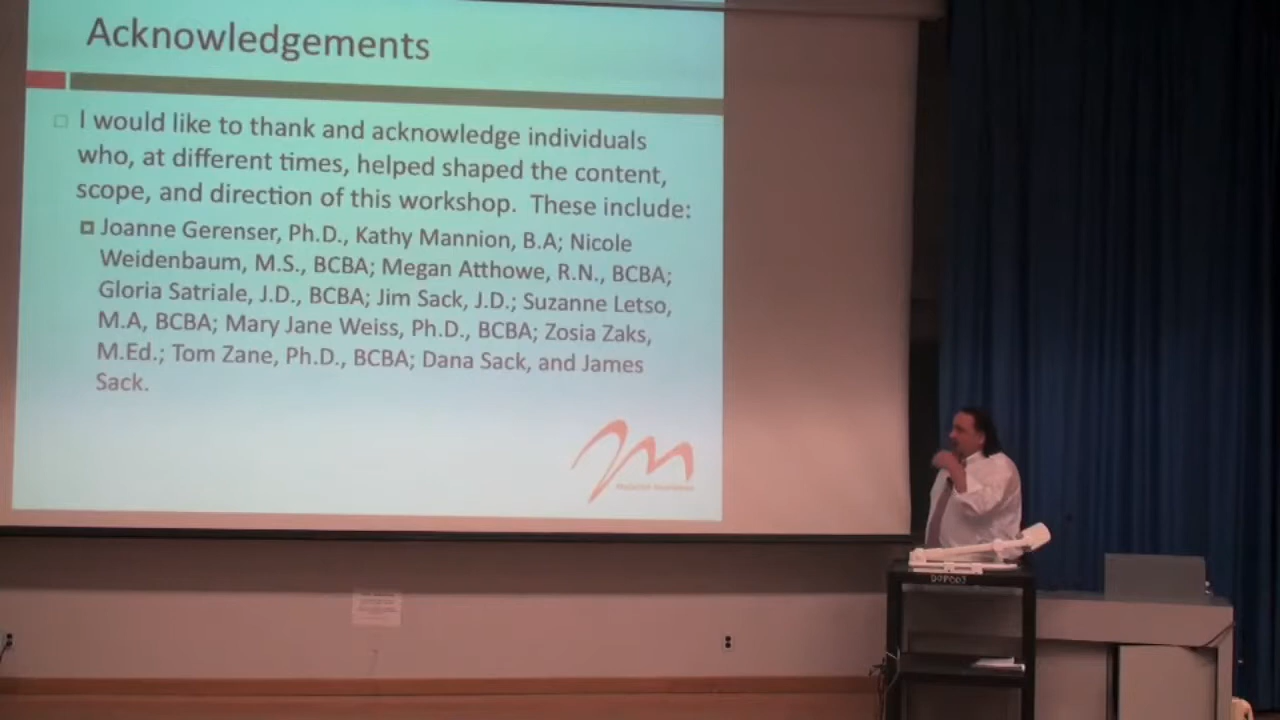 Acknowledgements
I would like to thank and acknowledge individuals
who, at different times, helped shaped the content,
scope, and direction of this workshop. These include:
Joanne Gerenser, Ph.D., Kathy Mannion, B.A; Nicole
Weidenbaum, M.S., BCBA; Megan Atthowe, R.N., BCBA;
Gloria Satriale, J.D., BCBA; Jim Sack, J.D.; Suzanne Letso,
M.A, BCBA; Mary Jane Weiss, Ph.D., BCBA; Zosia Zaks,
M.Ed.; Tom Zane, Ph.D., BCBA; Dana Sack, and James
Sack.